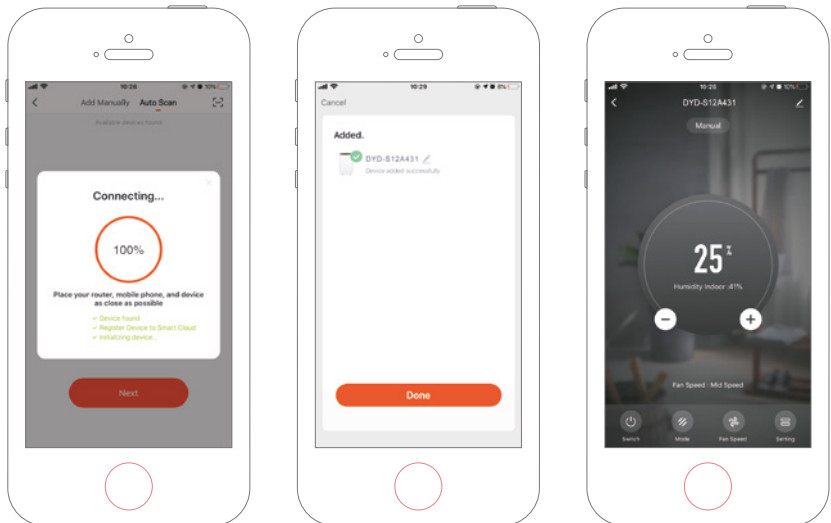 10:28
10%
Add Manually Auto Scan
Available devices found
Connecting...
100%
Place your router, mobile phone, and device
as close as possible
✓ Device found
✓ Register Device to Smart Cloud
✓ Initializing device...
Next
10:29
8%
Cancel
Added.
DYD-S12A431
Device added successfully
Done
10:28
10%
DYD-S12A431
Manual
25%
Humidity Indoor :41%
Fan Speed : Mid Speed
Switch Mode Fan Speed Setting